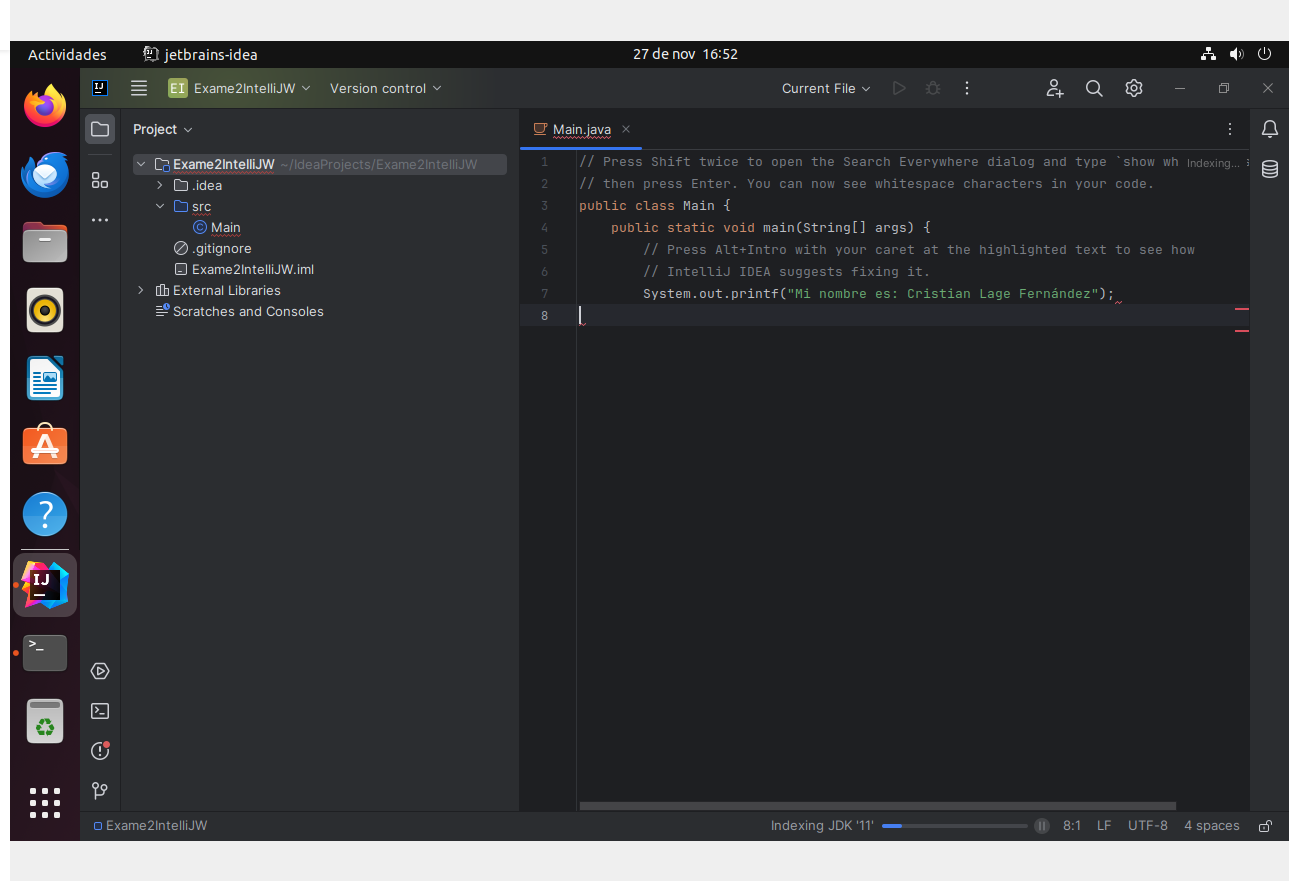 Actividades jetbrains-idea 27 de nov 16:52
IJ EI Exame2IntelliJW Version control Current File
Project
Main.java
Exame2IntelliJW ~/IdeaProjects/Exame2IntelliJW
.idea
src
Main
.gitignore
Exame2IntelliJW.iml
External Libraries
Scratches and Consoles
1 // Press Shift twice to open the Search Everywhere dialog and type `show wh Indexing...
2 // then press Enter. You can now see whitespace characters in your code.
3 public class Main {
4 public static void main(String[] args) {
5 // Press Alt+Intro with your caret at the highlighted text to see how
6 // IntelliJ IDEA suggests fixing it.
7 System.out.printf("Mi nombre es: Cristian Lage Fernández");
8
IJ
>_
Exame2IntelliJW Indexing JDK '11' 8:1 LF UTF-8 4 spaces